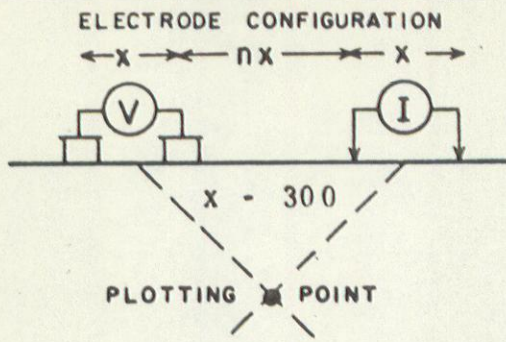 ELECTRODE CONFIGURATION
x nx x
V I
x - 300
PLOTTING POINT